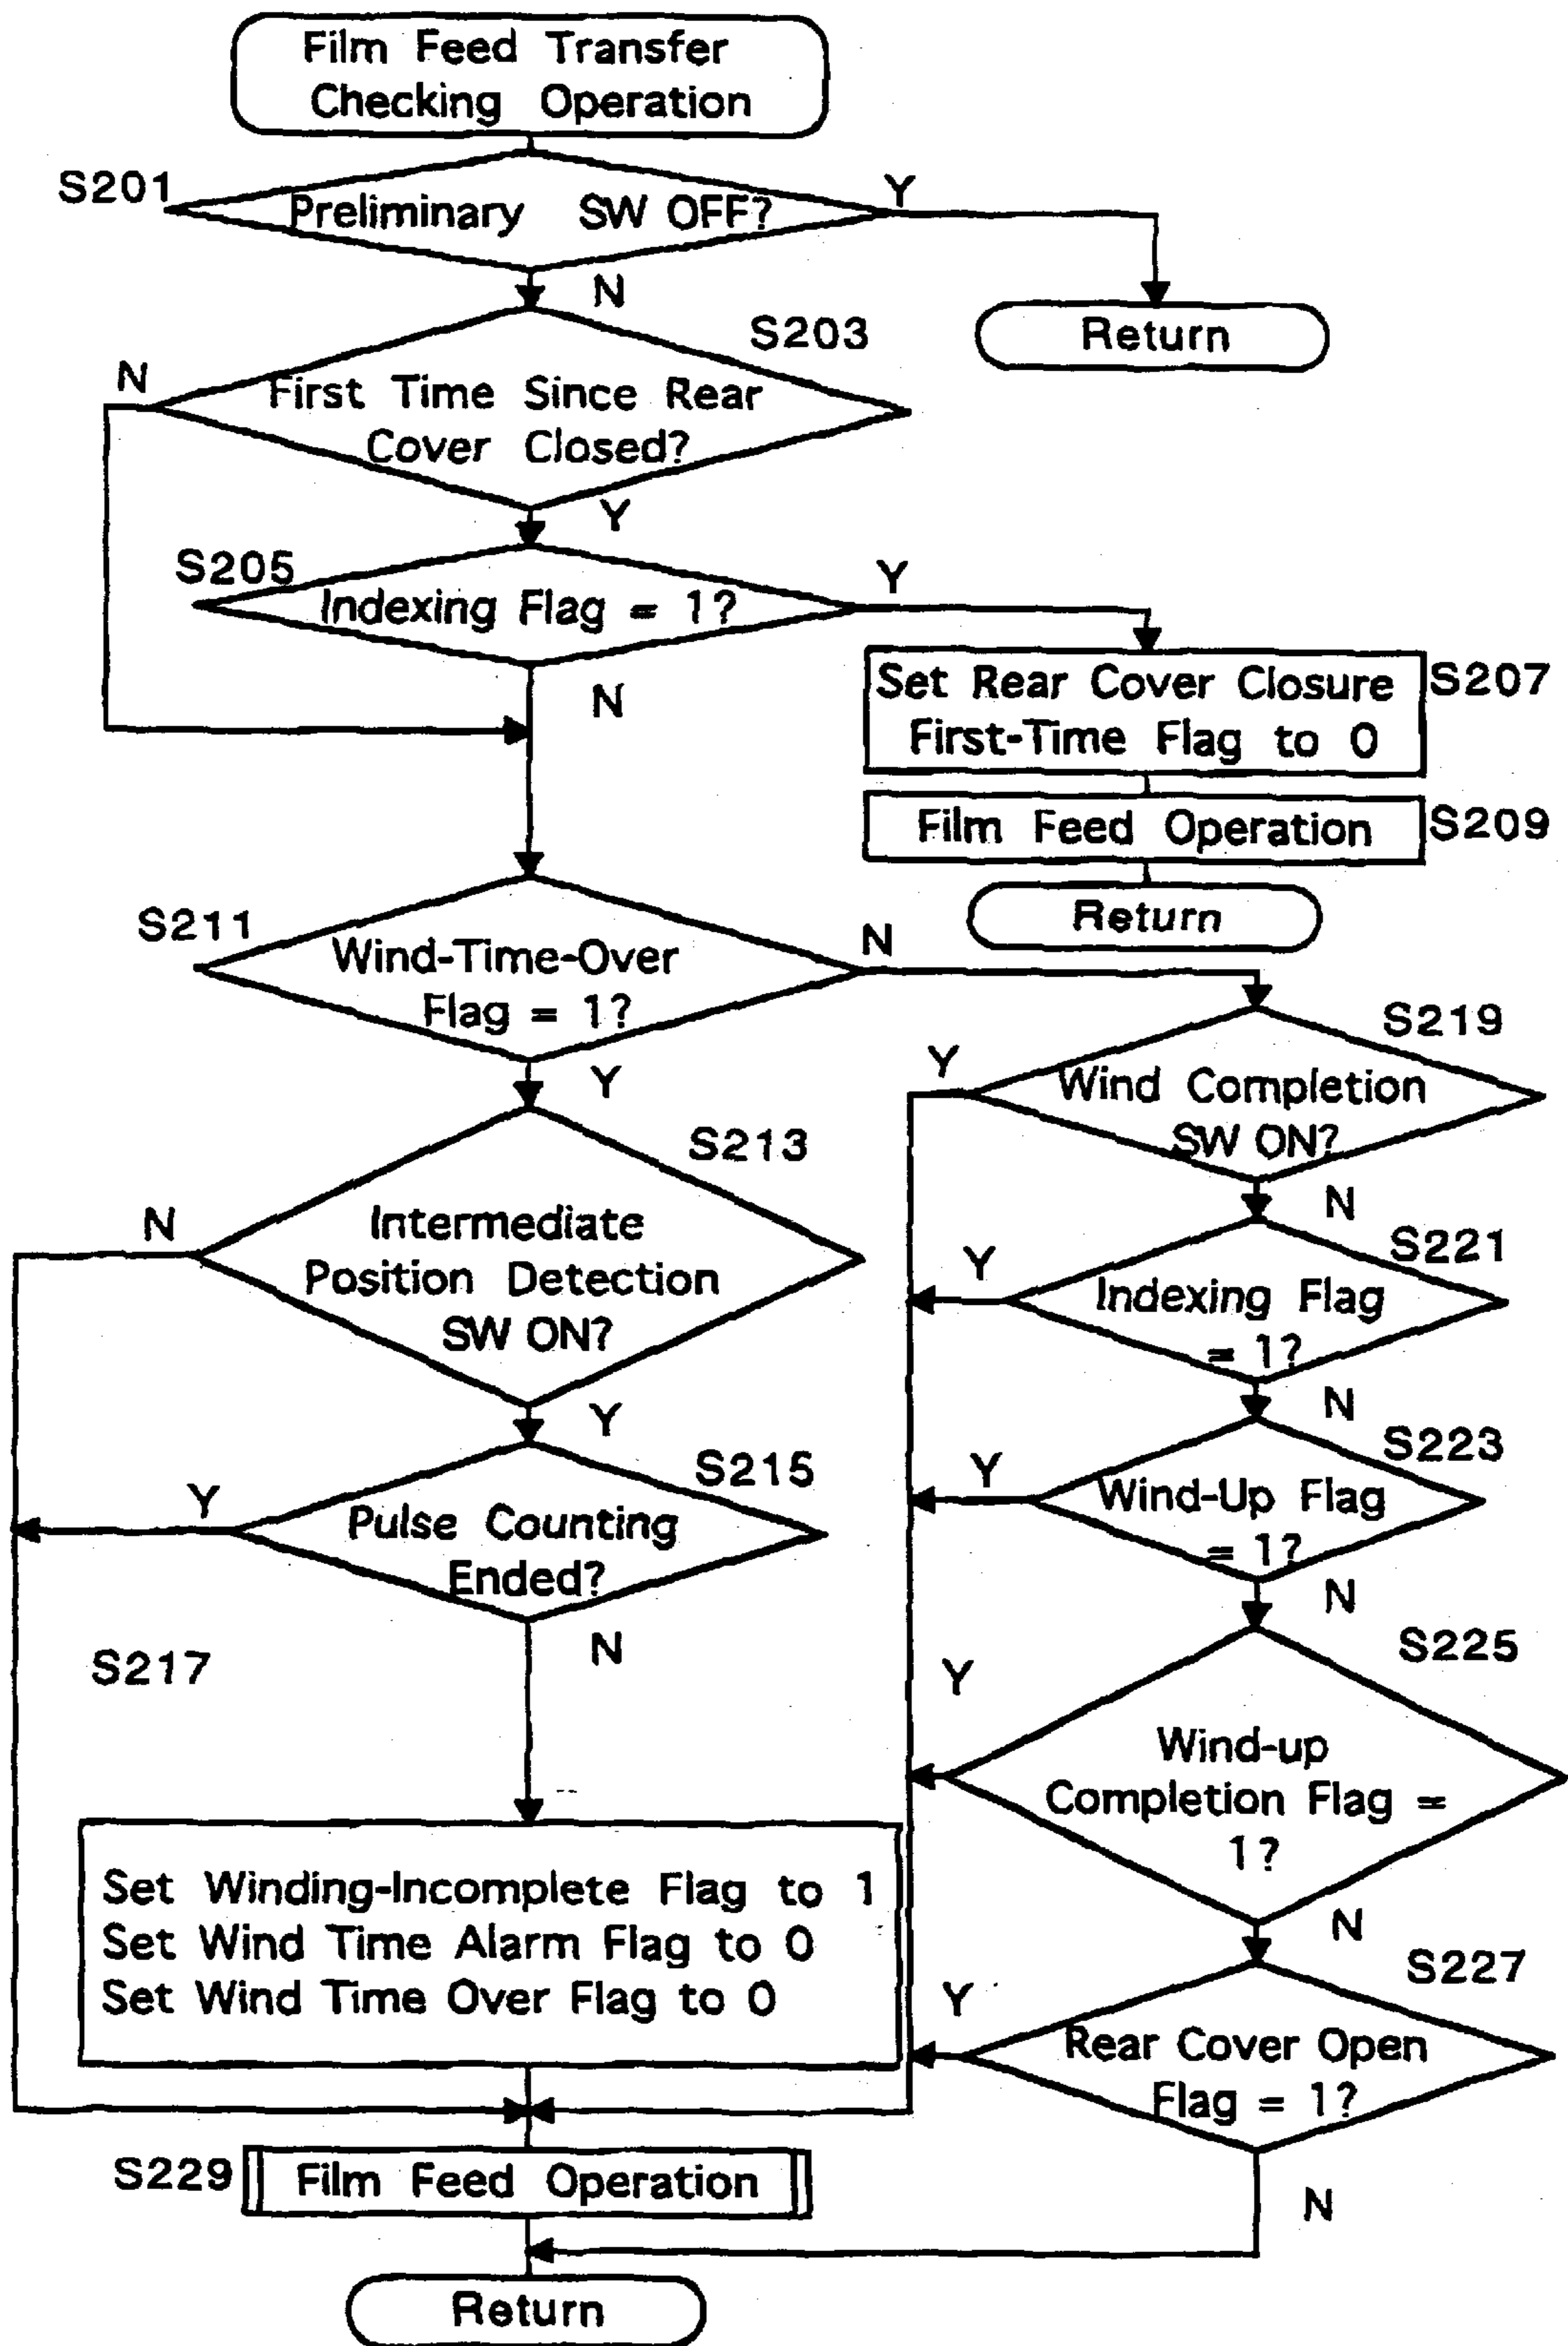 Film Feed Transfer
Checking Operation
S201
Preliminary SW OFF?
Y
N
Return
S203
N
First Time Since Rear
Cover Closed?
Y
S205
Indexing Flag = 1?
Y
N
Set Rear Cover Closure
First-Time Flag to 0
S207
Film Feed Operation
S209
Return
S211
Wind-Time-Over
Flag = 1?
N
Y
S219
Y
Wind Completion
SW ON?
N
S213
N
Intermediate
Position Detection
SW ON?
Y
S221
Y
Indexing Flag
= 1?
N
S223
Y
Wind-Up Flag
= 1?
N
S215
Y
Pulse Counting
Ended?
N
S217
S225
Y
Wind-up
Completion Flag =
1?
N
Set Winding-Incomplete Flag to 1
Set Wind Time Alarm Flag to 0
Set Wind Time Over Flag to 0
S227
Y
Rear Cover Open
Flag = 1?
N
S229
Film Feed Operation
Return